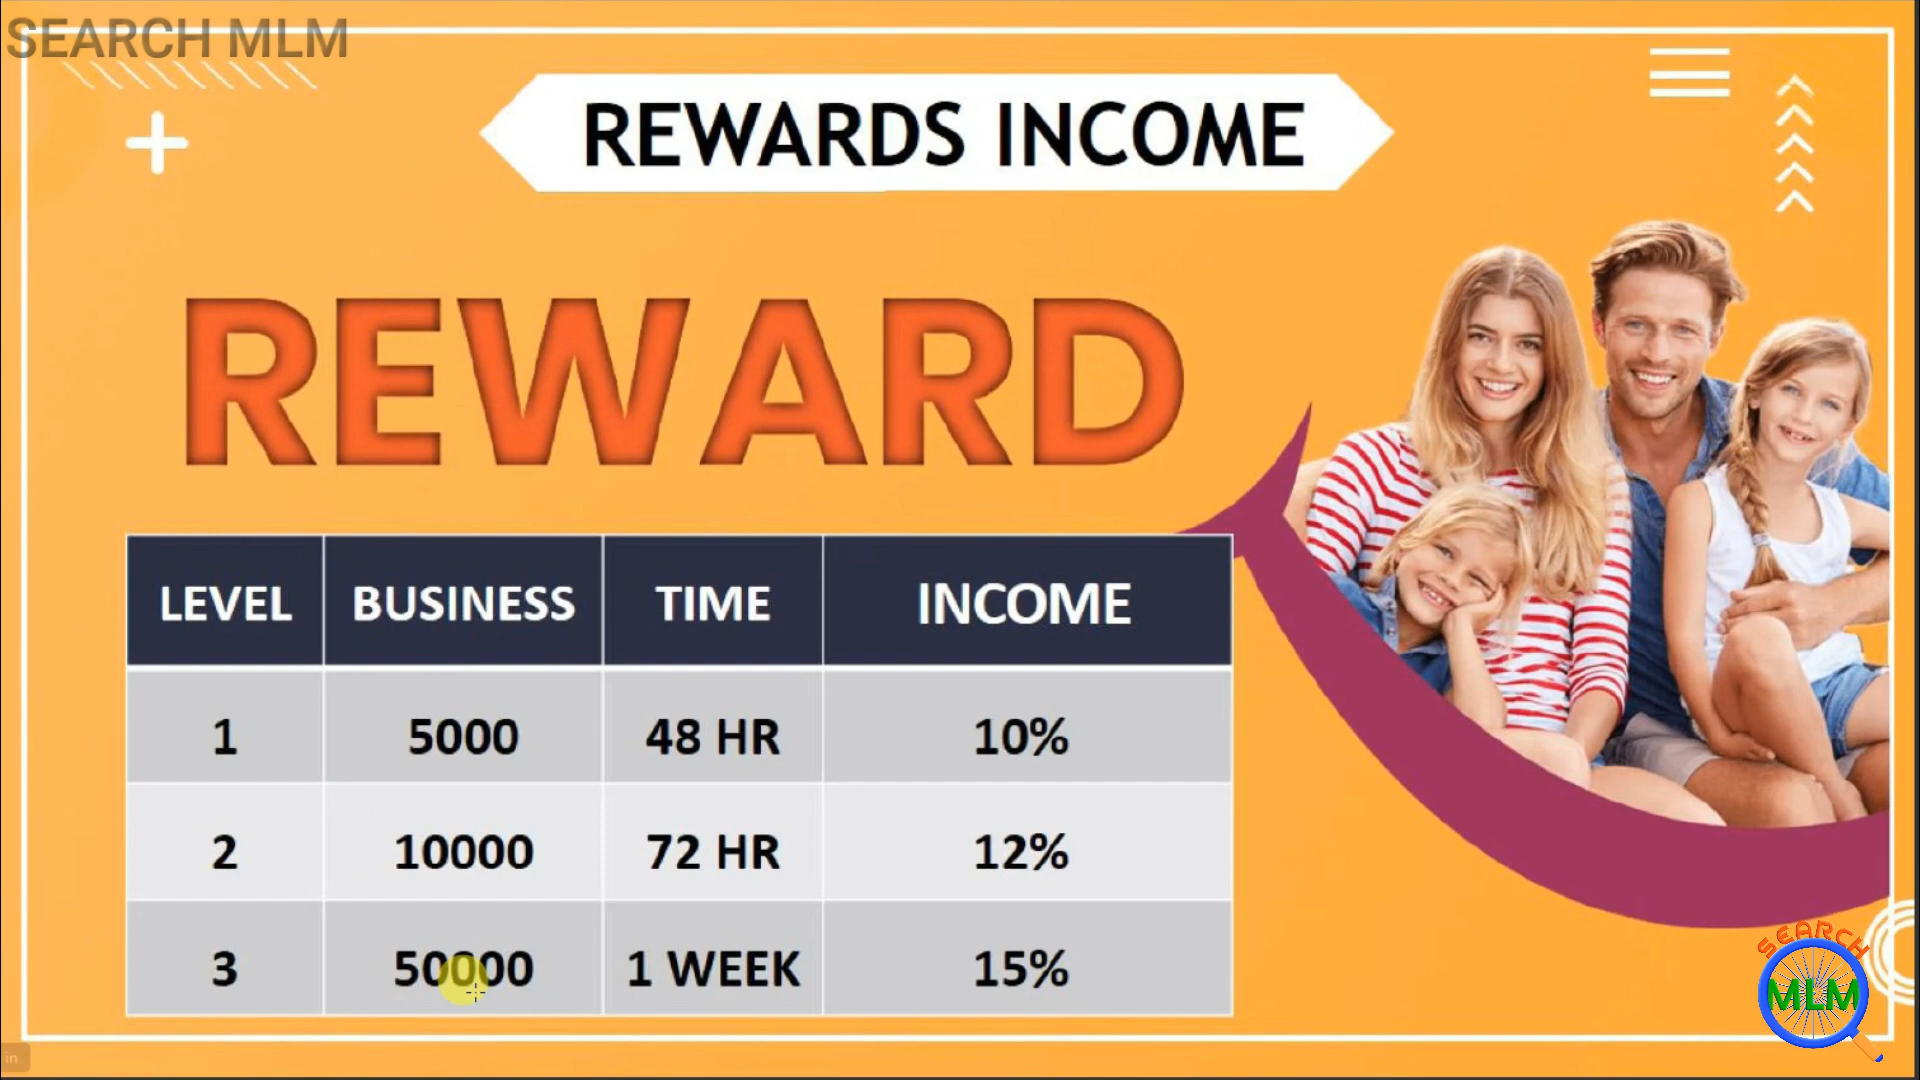 SEARCH MLM
REWARDS INCOME
REWARD
LEVEL BUSINESS TIME INCOME
1 5000 48 HR 10%
2 10000 72 HR 12%
3 50000 1 WEEK 15%
SEARCH
MLM
in